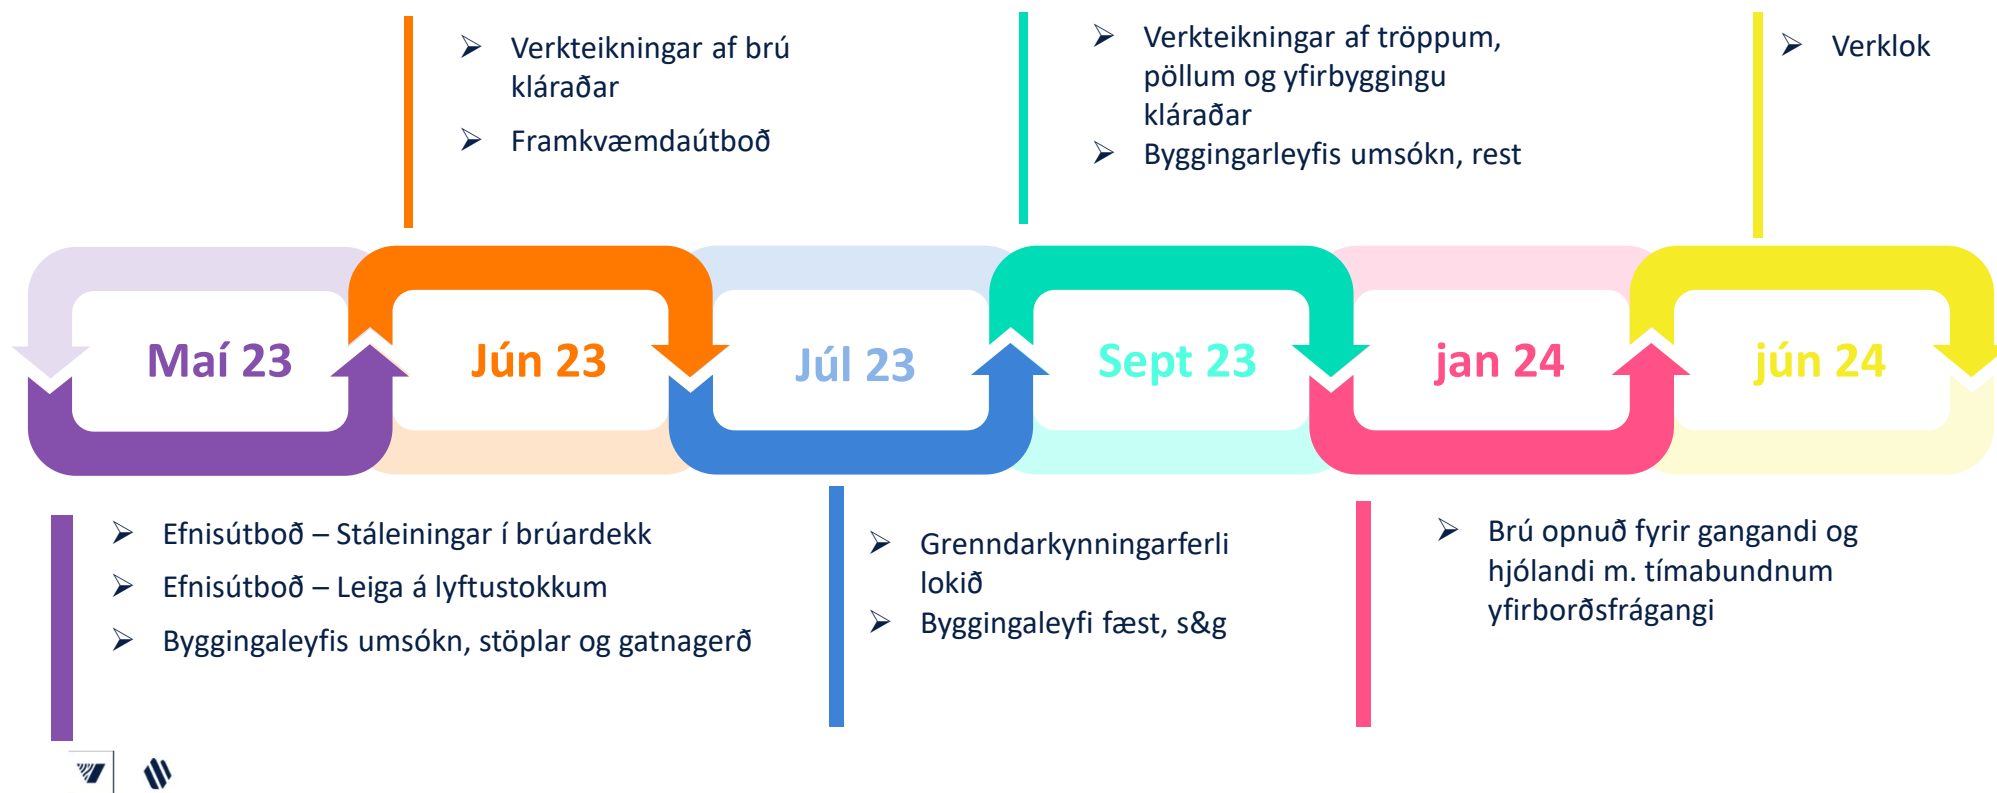 Verkteikningar af brú
kláraðar
Framkvæmdaútboð
Verkteikningar af tröppum,
pöllum og yfirbyggingu
kláraðar
Byggingarleyfis umsókn, rest
Verklok
Maí 23
Jún 23
Júl 23
Sept 23
jan 24
jún 24
Efnisútboð – Stáleiningar í brúardekk
Efnisútboð – Leiga á lyftustokkum
Byggingaleyfis umsókn, stöplar og gatnagerð
Grenndarkynningarferli
lokið
Byggingaleyfi fæst, s&g
Brú opnuð fyrir gangandi og
hjólandi m. tímabundnum
yfirborðsfrágangi